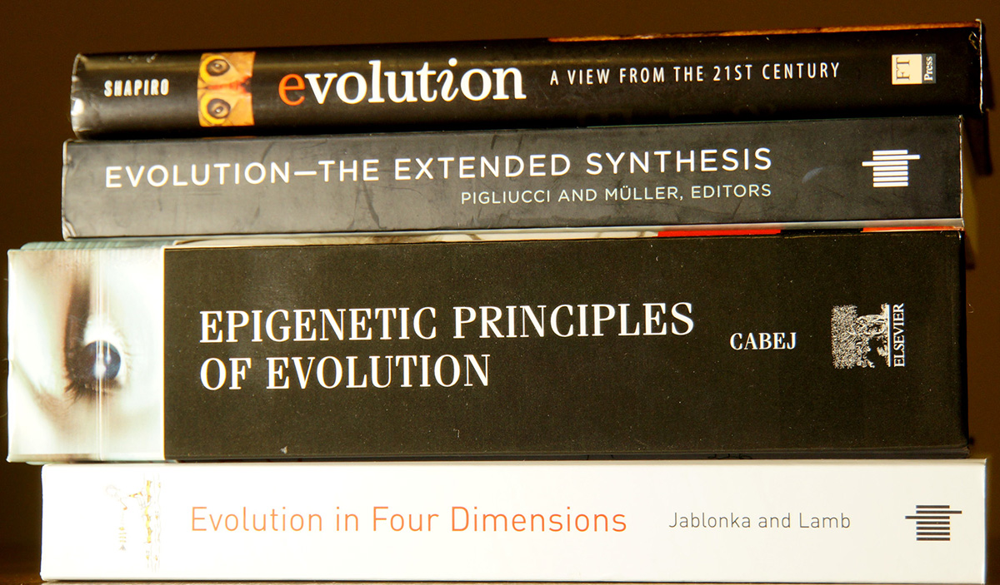 SHAPIRO evolution A VIEW FROM THE 21ST CENTURY FT Press
EVOLUTION—THE EXTENDED SYNTHESIS
PIGLIUCCI AND MÜLLER, EDITORS
EPIGENETIC PRINCIPLES
OF EVOLUTION
CABEJ
ELSEVIER
Evolution in Four Dimensions Jablonka and Lamb